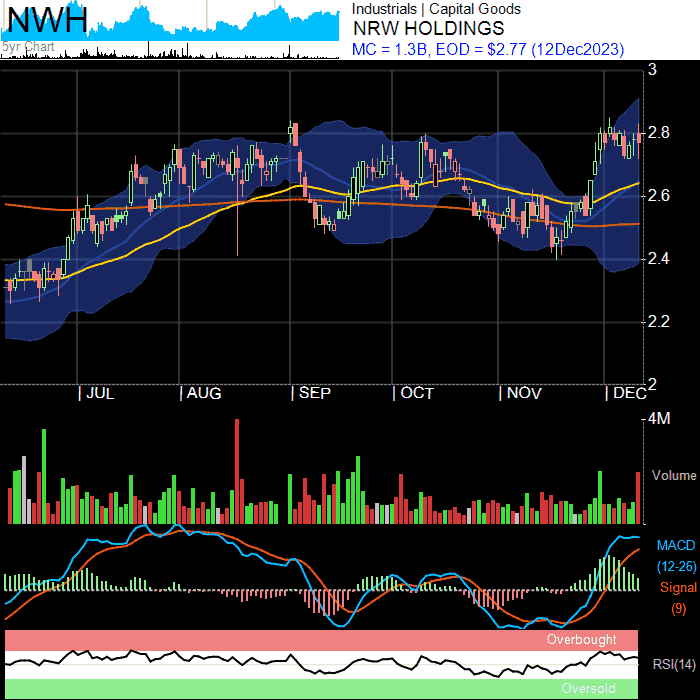 NWH
5yr Chart
Industrials | Capital Goods
NRW HOLDINGS
MC = 1.3B, EOD = $2.77 (12Dec2023)
3
2.8
2.6
2.4
2.2
2
| JUL | AUG | SEP | OCT | NOV | DEC
4M
Volume
MACD
(12-26)
Signal
(9)
Overbought
RSI(14)
Oversold